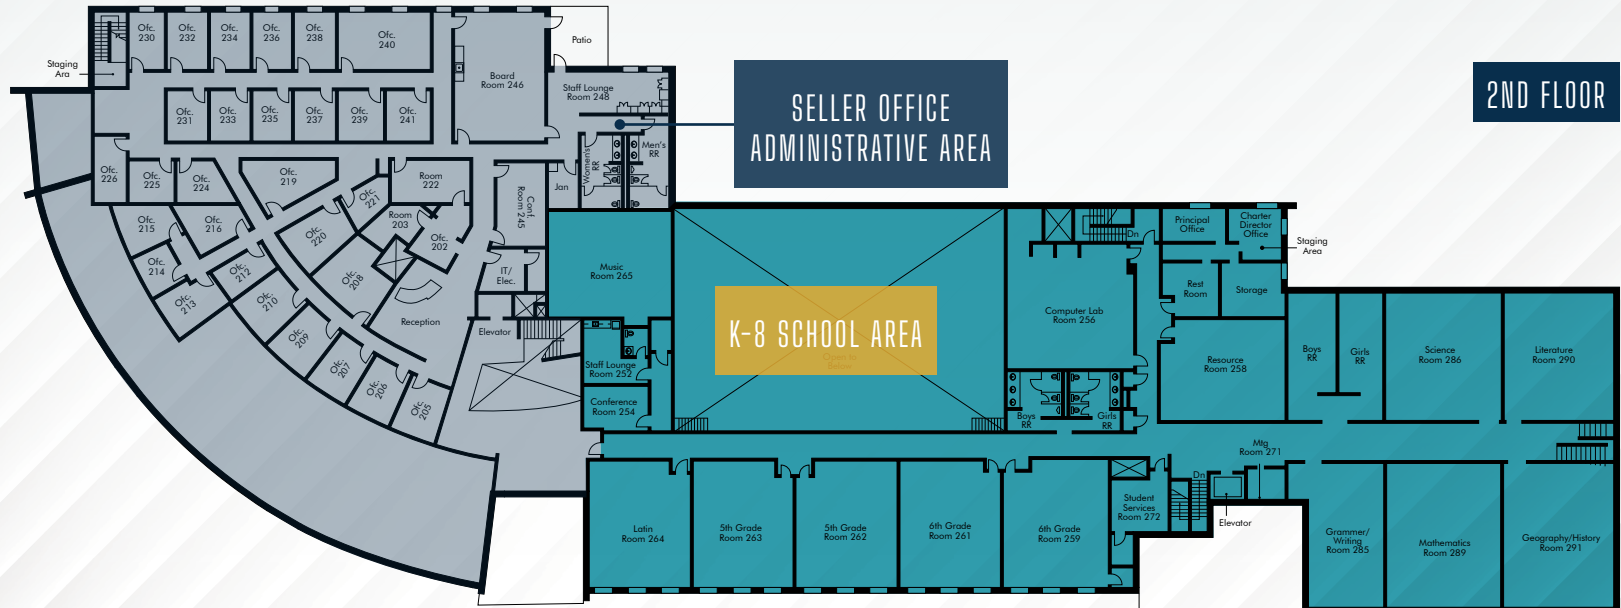 2ND FLOOR
SELLER OFFICE
ADMINISTRATIVE AREA
K-8 SCHOOL AREA
Open to
Below
Staging
Ara
Ofc.
230
Ofc.
232
Ofc.
234
Ofc.
236
Ofc.
238
Ofc.
240
Board
Room 246
Patio
Staff Lounge
Room 248
Ofc.
231
Ofc.
233
Ofc.
235
Ofc.
237
Ofc.
239
Ofc.
241
Women's
RR
Men's
RR
Jan
Ofc.
226
Ofc.
225
Ofc.
224
Ofc.
219
Ofc.
221
Room
222
Conf.
Room 245
Ofc.
215
Ofc.
216
Ofc.
220
Room
203
Ofc.
202
Ofc.
214
Ofc.
212
Ofc.
213
Ofc.
210
Ofc.
208
IT/
Elec.
Reception
Elevator
Ofc.
209
Ofc.
207
Ofc.
206
Ofc.
205
Music
Room 265
Staff Lounge
Room 252
Conference
Room 254
Dn
Principal
Office
Charter
Director
Office
Staging
Area
Rest
Room
Storage
Computer Lab
Room 256
Resource
Room 258
Boys
RR
Girls
RR
Boys
RR
Girls
RR
Science
Room 286
Literature
Room 290
Mtg
Room 271
Latin
Room 264
5th Grade
Room 263
5th Grade
Room 262
6th Grade
Room 261
6th Grade
Room 259
Student
Services
Room 272
Dn
Elevator
Grammer/
Writing
Room 285
Mathematics
Room 289
Geography/History
Room 291